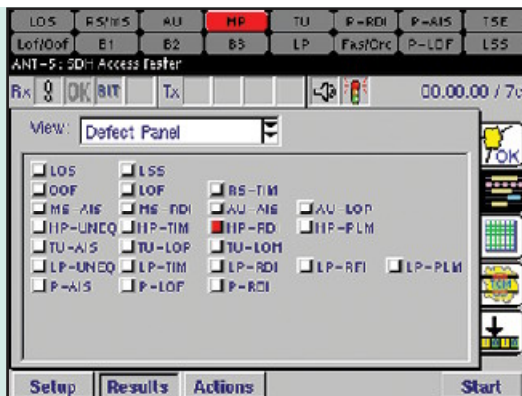 LOS RS/MS AU HP TU P-RDI P-AIS TSE
Lof/Oof B1 B2 B3 LP Fas/Crc P-LOF LSS
ANT-5: SDH Access Tester
Rx OK BIT Tx 00.00.00 / 7c
View: Defect Panel
OK
LOS LSS
OOF LOF RS-TIM
MS-AIS MS-RDI AU-AIS AU-LOP
HP-UNEQ HP-TIM HP-RDI HP-PLM
TU-AIS TU-LOP TU-LOM
LP-UNEQ LP-TIM LP-RDI LP-RFI LP-PLM
P-AIS P-LOF P-RDI
TCM
Setup Results Actions Start